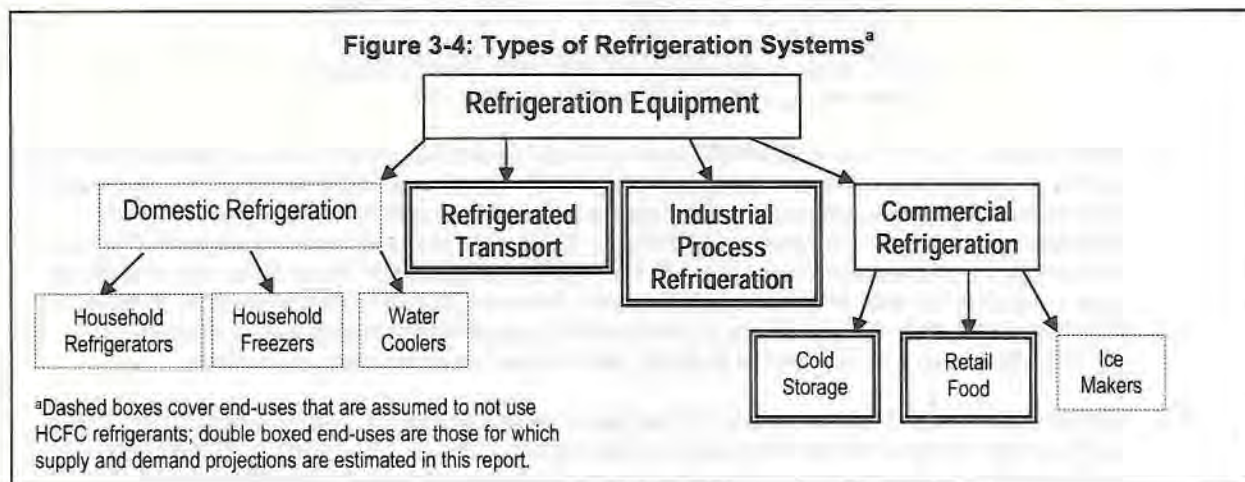 Figure 3-4: Types of Refrigeration Systemsª
Refrigeration Equipment
Domestic Refrigeration
Refrigerated
Transport
Industrial
Process
Refrigeration
Commercial
Refrigeration
Household
Refrigerators
Household
Freezers
Water
Coolers
Cold
Storage
Retail
Food
Ice
Makers
ªDashed boxes cover end-uses that are assumed to not use
HCFC refrigerants; double boxed end-uses are those for which
supply and demand projections are estimated in this report.